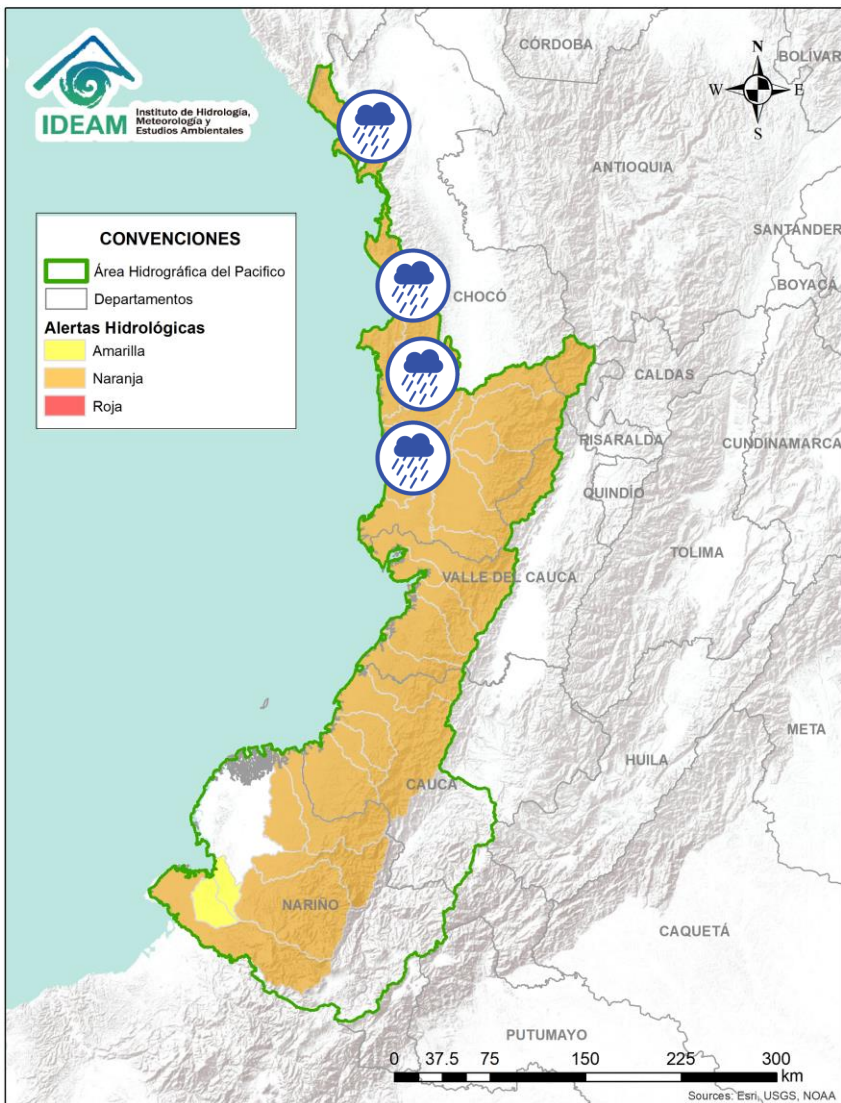 IDEAM
Instituto de Hidrología,
Meteorología y
Estudios Ambientales
CÓRDOBA
BOLÍVAR
N
W
E
S
ANTIOQUIA
SANTANDER
BOYACÁ
CONVENCIONES
Área Hidrográfica del Pacifico
Departamentos
Alertas Hidrológicas
Amarilla
Naranja
Roja
CHOCÓ
CALDAS
RISARALDA
CUNDINAMARCA
QUINDÍO
TOLIMA
VALLE DEL CAUCA
META
HUILA
CAUCA
NARIÑO
CAQUETÁ
PUTUMAYO
0 37.5 75 150 225 300
km
Sources: Esri, USGS, NOAA